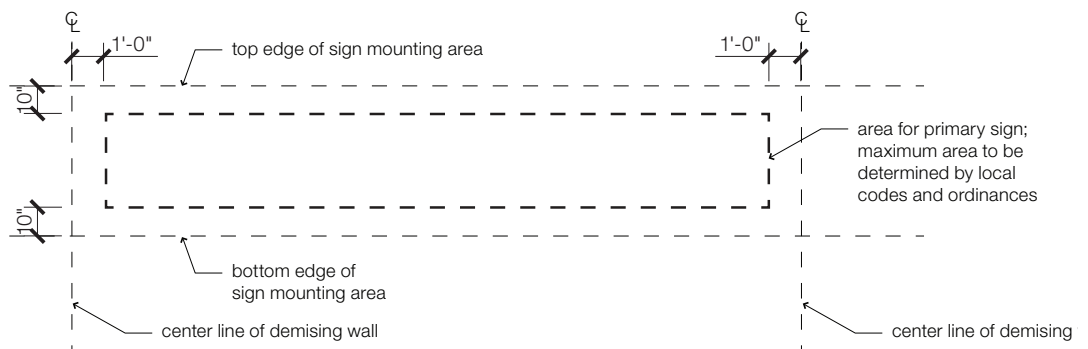 ℄
℄
1'-0"
1'-0"
top edge of sign mounting area
10"
area for primary sign;
maximum area to be
determined by local
codes and ordinances
10"
bottom edge of
sign mounting area
center line of demising wall
center line of demising